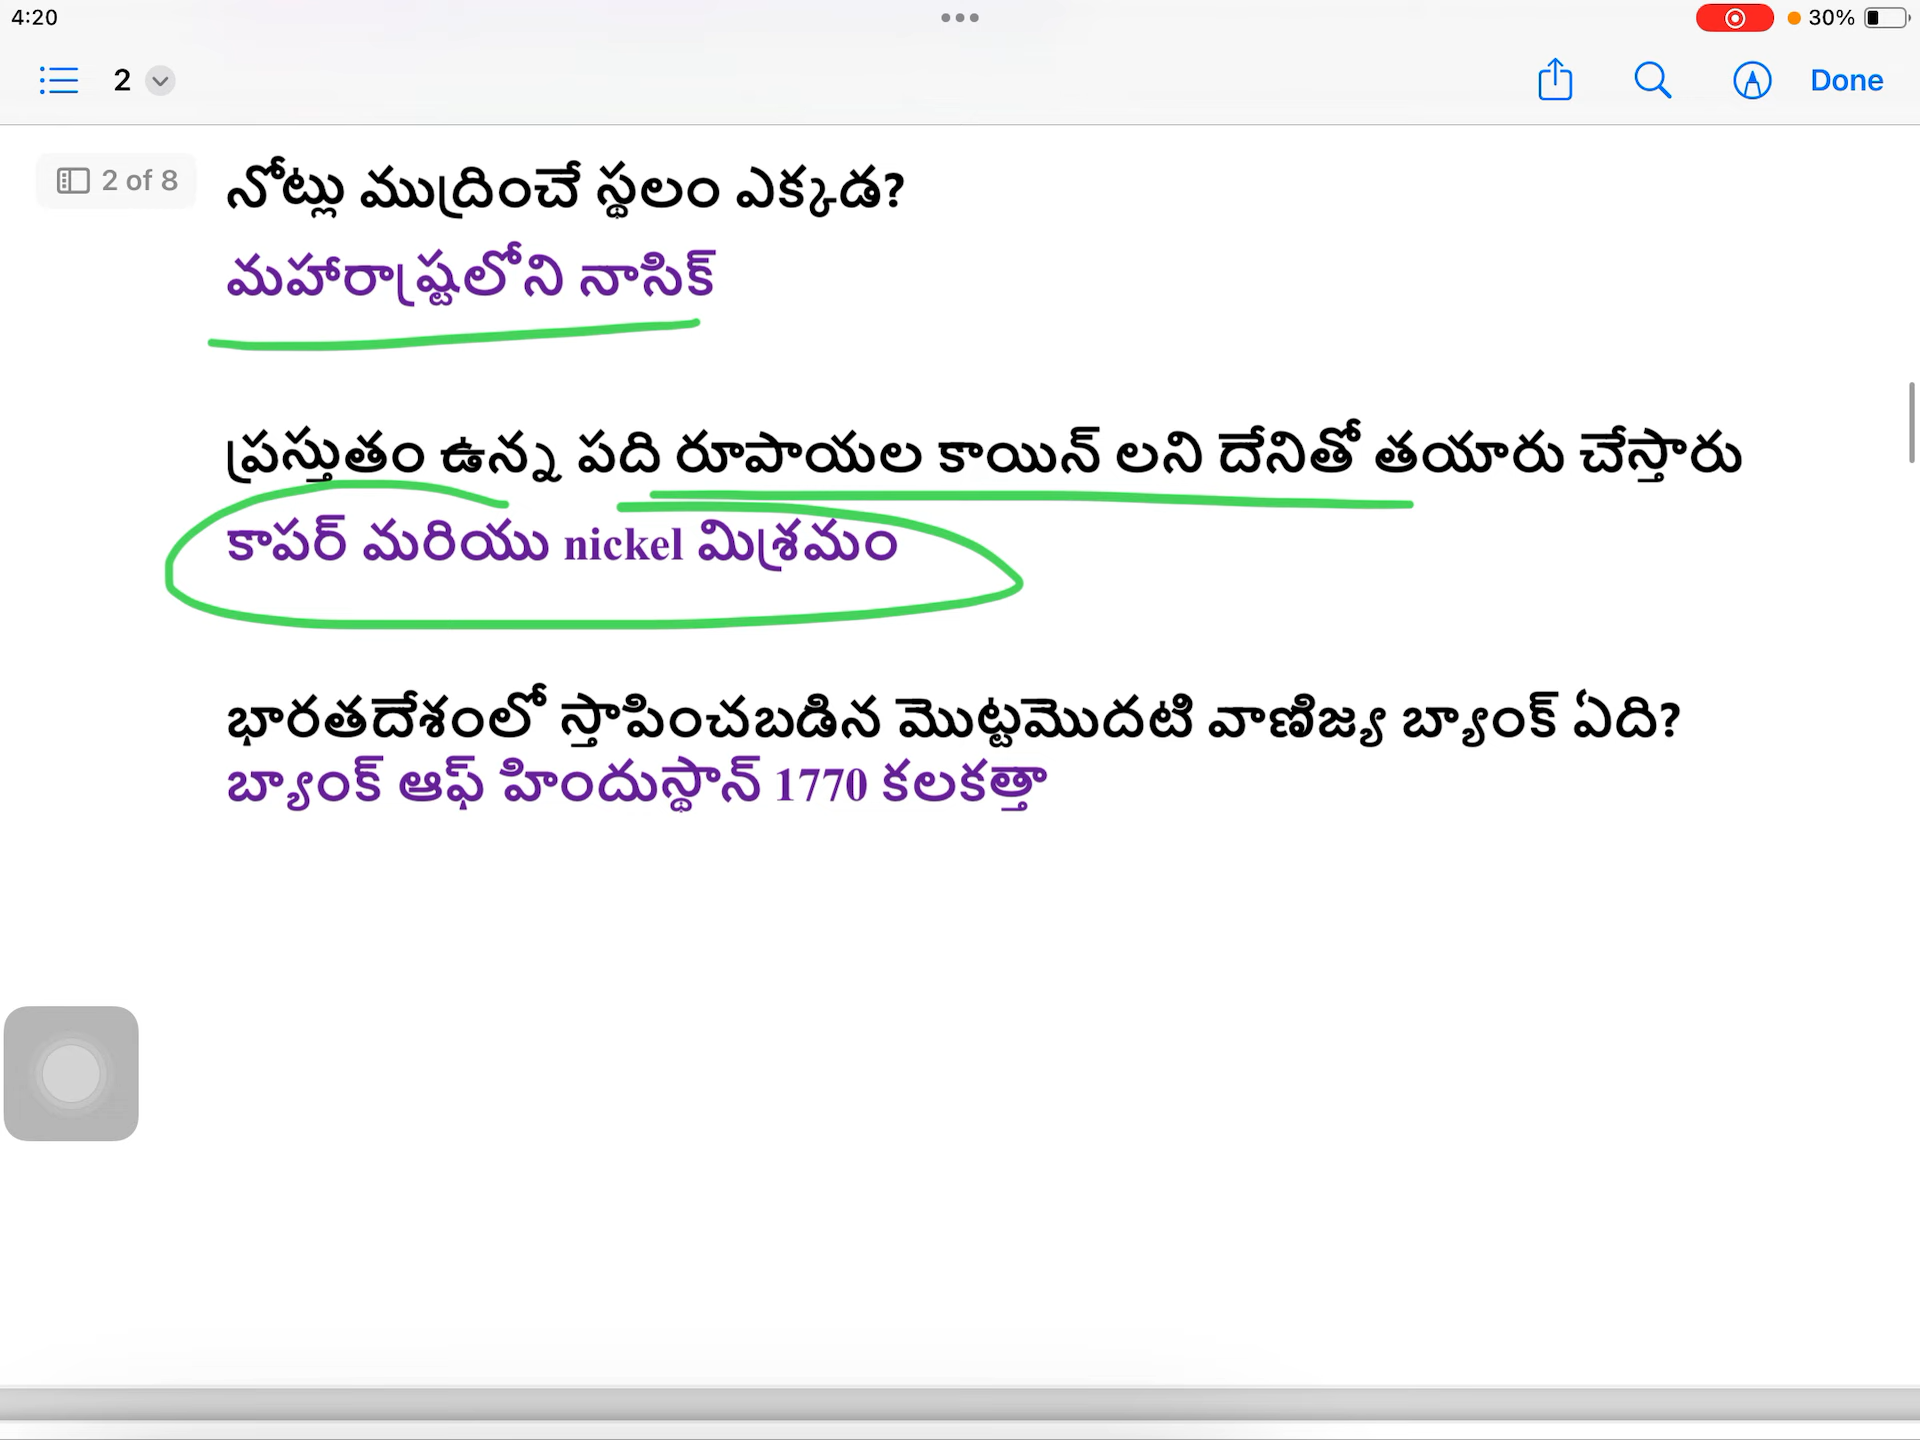 4:20
30%
2
Done
2 of 8
నోట్లు ముద్రించే స్థలం ఎక్కడ?
మహారాష్ట్రలోని నాసిక్
ప్రస్తుతం ఉన్న పది రూపాయల కాయిన్ లని దేనితో తయారు చేస్తారు
కాపర్ మరియు nickel మిశ్రమం
భారతదేశంలో స్తాపించబడిన మొట్టమొదటి వాణిజ్య బ్యాంక్ ఏది?
బ్యాంక్ ఆఫ్ హిందుస్థాన్ 1770 కలకత్తా